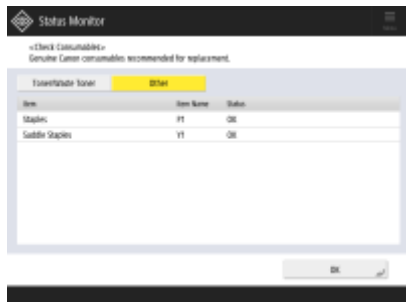 Status Monitor
<Check Consumables>
Genuine Canon consumables recommended for replacement.
Toner/Waste Toner
Other
Item Item Name Status
Staples P1 OK
Saddle Staples Y1 OK
OK